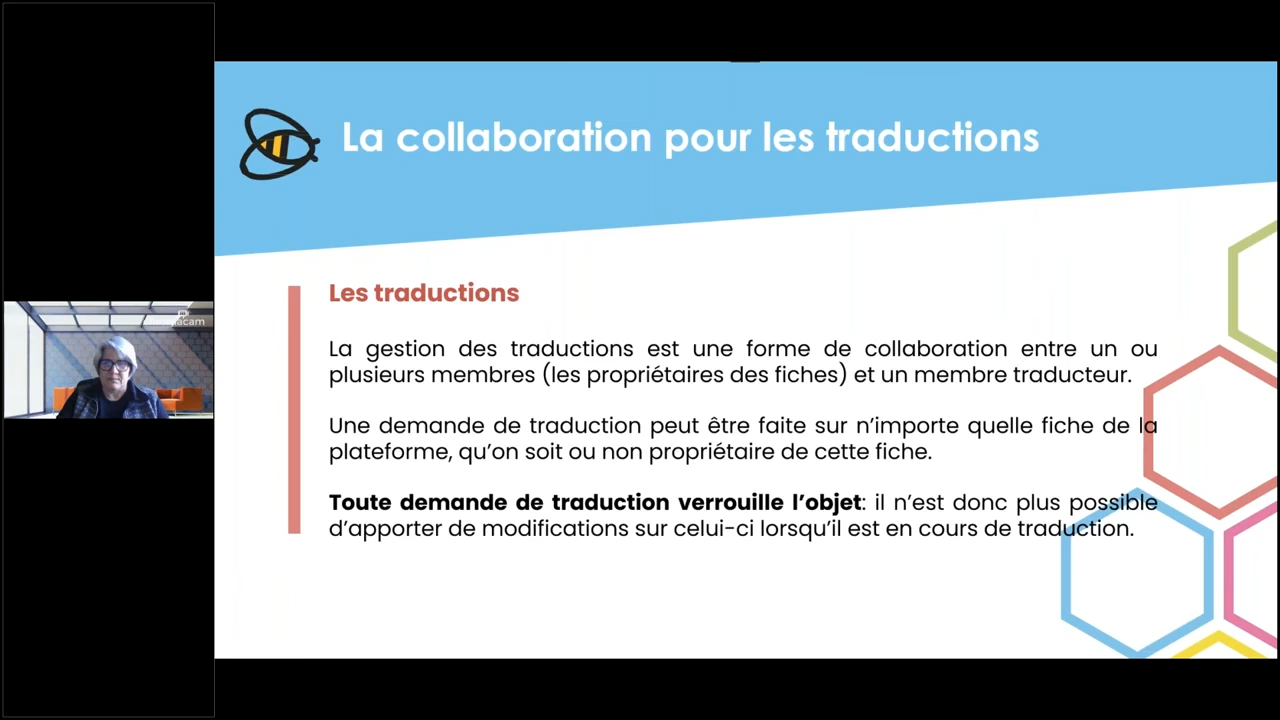 La collaboration pour les traductions
Les traductions
La gestion des traductions est une forme de collaboration entre un ou
plusieurs membres (les propriétaires des fiches) et un membre traducteur.
Une demande de traduction peut être faite sur n’importe quelle fiche de la
plateforme, qu’on soit ou non propriétaire de cette fiche.
Toute demande de traduction verrouille l’objet: il n’est donc plus possible
d’apporter de modifications sur celui-ci lorsqu’il est en cours de traduction.